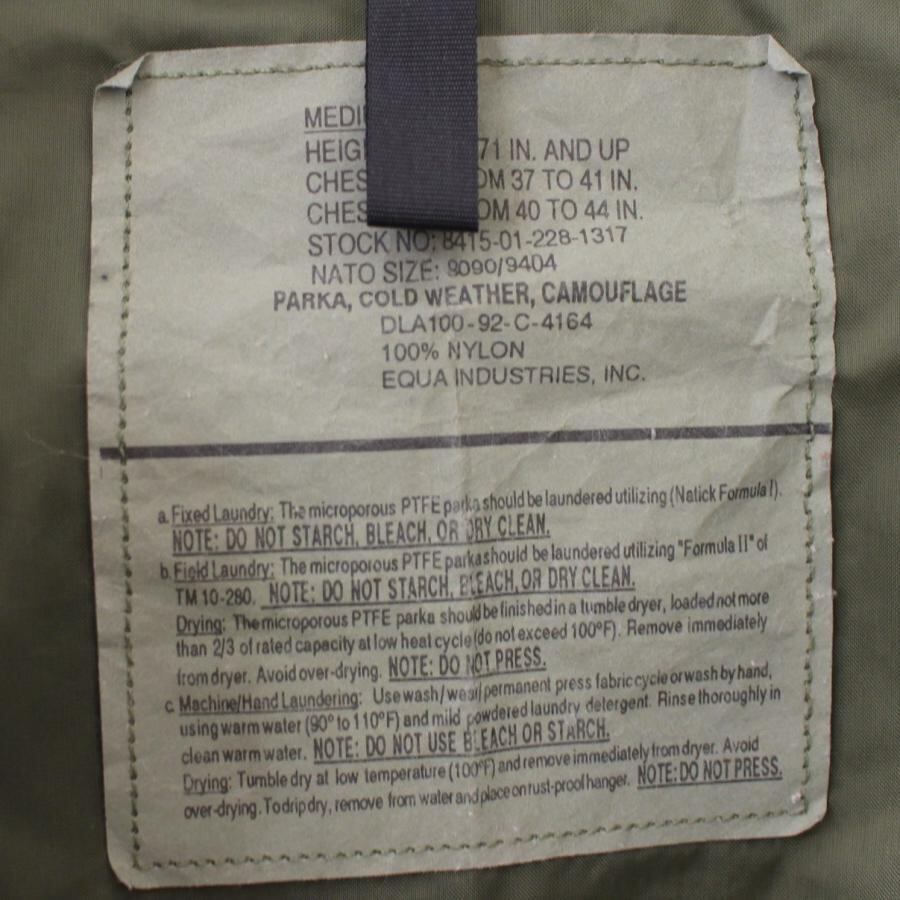 MEDI
HEIG 71 IN. AND UP
CHES OM 37 TO 41 IN.
CHES OM 40 TO 44 IN.
STOCK NO: 8415-01-228-1317
NATO SIZE: 8090/9404
PARKA, COLD WEATHER, CAMOUFLAGE
DLA100-92-C-4164
100% NYLON
EQUA INDUSTRIES, INC.
a. Fixed Laundry: The microporous PTFE parka should be laundered utilizing (Natick Formula I).
NOTE: DO NOT STARCH, BLEACH, OR DRY CLEAN.
b. Field Laundry: The microporous PTFE parka should be laundered utilizing "Formula II" of
TM 10-280. NOTE: DO NOT STARCH, BLEACH, OR DRY CLEAN.
Drying: The microporous PTFE parka should be finished in a tumble dryer, loaded not more
than 2/3 of rated capacity at low heat cycle (do not exceed 100°F). Remove immediately
from dryer. Avoid over-drying. NOTE: DO NOT PRESS.
c. Machine/Hand Laundering: Use wash/wear/permanent press fabric cycle or wash by hand,
using warm water (90° to 110°F) and mild powdered laundry detergent. Rinse thoroughly in
clean warm water. NOTE: DO NOT USE BLEACH OR STARCH.
Drying: Tumble dry at low temperature (100°F) and remove immediately from dryer. Avoid
over-drying. To drip dry, remove from water and place on rust-proof hanger. NOTE: DO NOT PRESS.